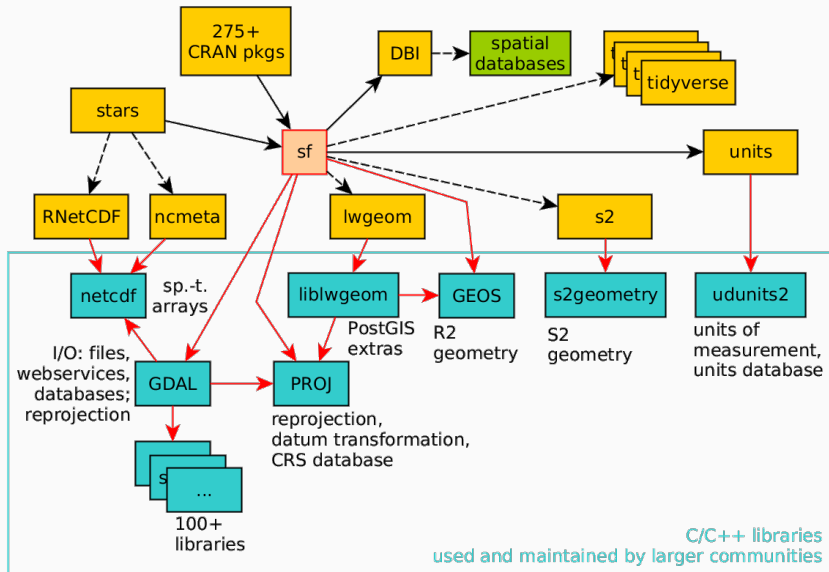 275+
CRAN pkgs
DBI
spatial
databases
tidyverse
stars
sf
units
RNetCDF
ncmeta
lwgeom
s2
netcdf
sp.-t.
arrays
liblwgeom
GEOS
s2geometry
udunits2
PostGIS
extras
R2
geometry
S2
geometry
units of
measurement,
units database
I/O: files,
webservices,
databases;
reprojection
GDAL
PROJ
reprojection,
datum transformation,
CRS database
s
...
100+
libraries
C/C++ libraries
used and maintained by larger communities